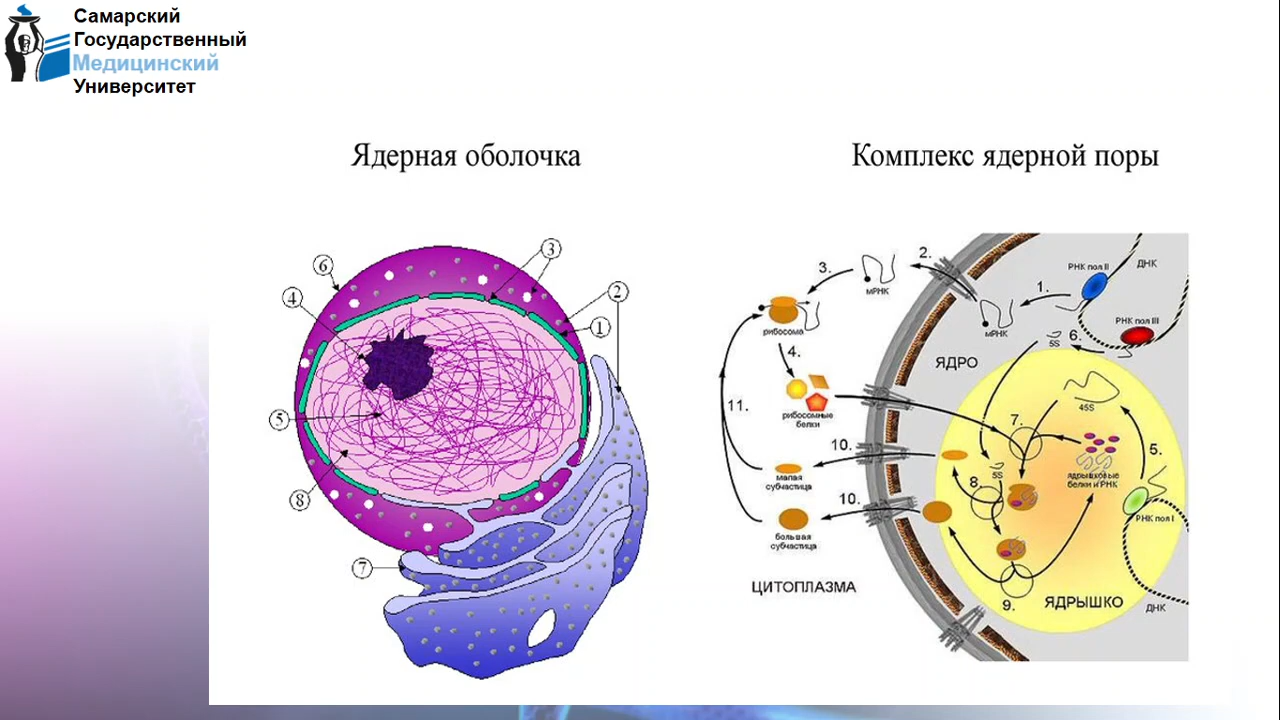 Самарский
Государственный
Медицинский
Университет
Ядерная оболочка
Комплекс ядерной поры
6
3
4
2
1
5
8
7
2.
3.
мРНК
РНК пол II
ДНК
1.
мРНК
РНК пол III
рибосома
5S
6.
4.
ЯДРО
рибосомные
белки
45S
11.
7.
10.
5.
малая
субчастица
5S
8.
ядрышковые
белки и РНК
10.
РНК пол I
большая
субчастица
ЦИТОПЛАЗМА
9.
ЯДРЫШКО
ДНК